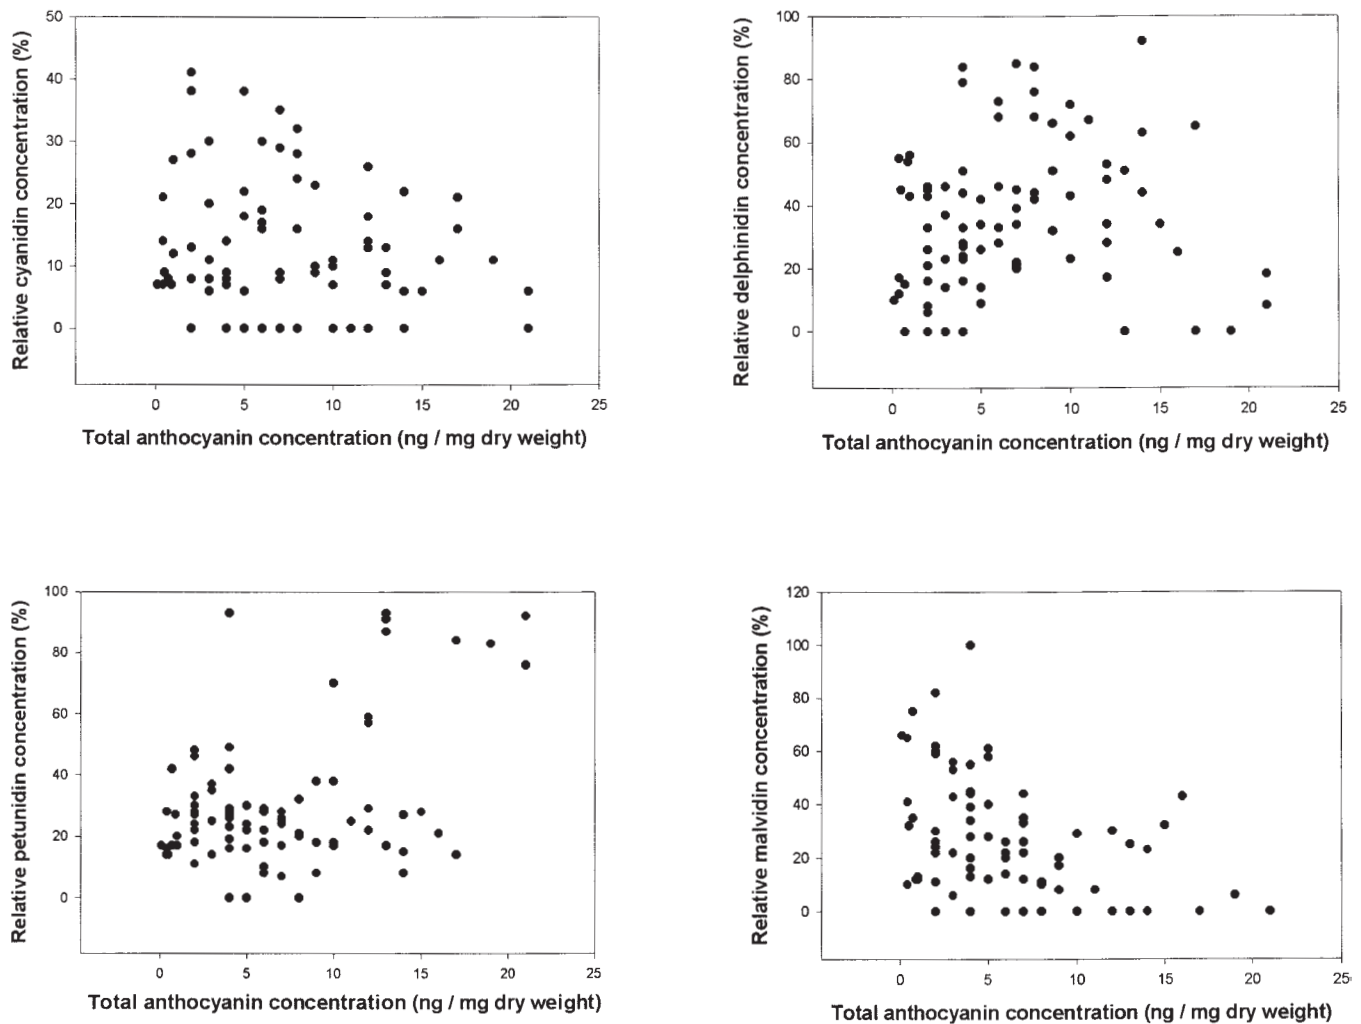 Relative cyanidin concentration (%)
50
40
30
20
10
0
0 5 10 15 20 25
Total anthocyanin concentration (ng / mg dry weight)
Relative delphinidin concentration (%)
100
80
60
40
20
0
0 5 10 15 20 25
Total anthocyanin concentration (ng / mg dry weight)
Relative petunidin concentration (%)
100
80
60
40
20
0
0 5 10 15 20 25
Total anthocyanin concentration (ng / mg dry weight)
Relative malvidin concentration (%)
120
100
80
60
40
20
0
0 5 10 15 20 25
Total anthocyanin concentration (ng / mg dry weight)